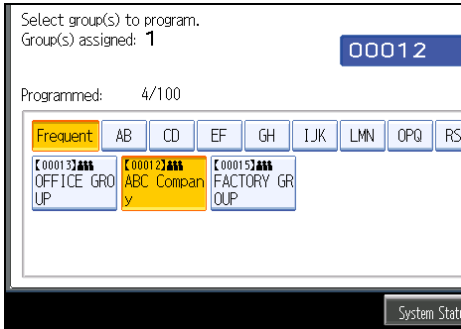 Select group(s) to program.
Group(s) assigned: 1
00012
Programmed: 4/100
Frequent AB CD EF GH IJK LMN OPQ RS
【00013】 【00012】 【00015】
OFFICE GRO ABC Compan FACTORY GR
UP y OUP
System Statu